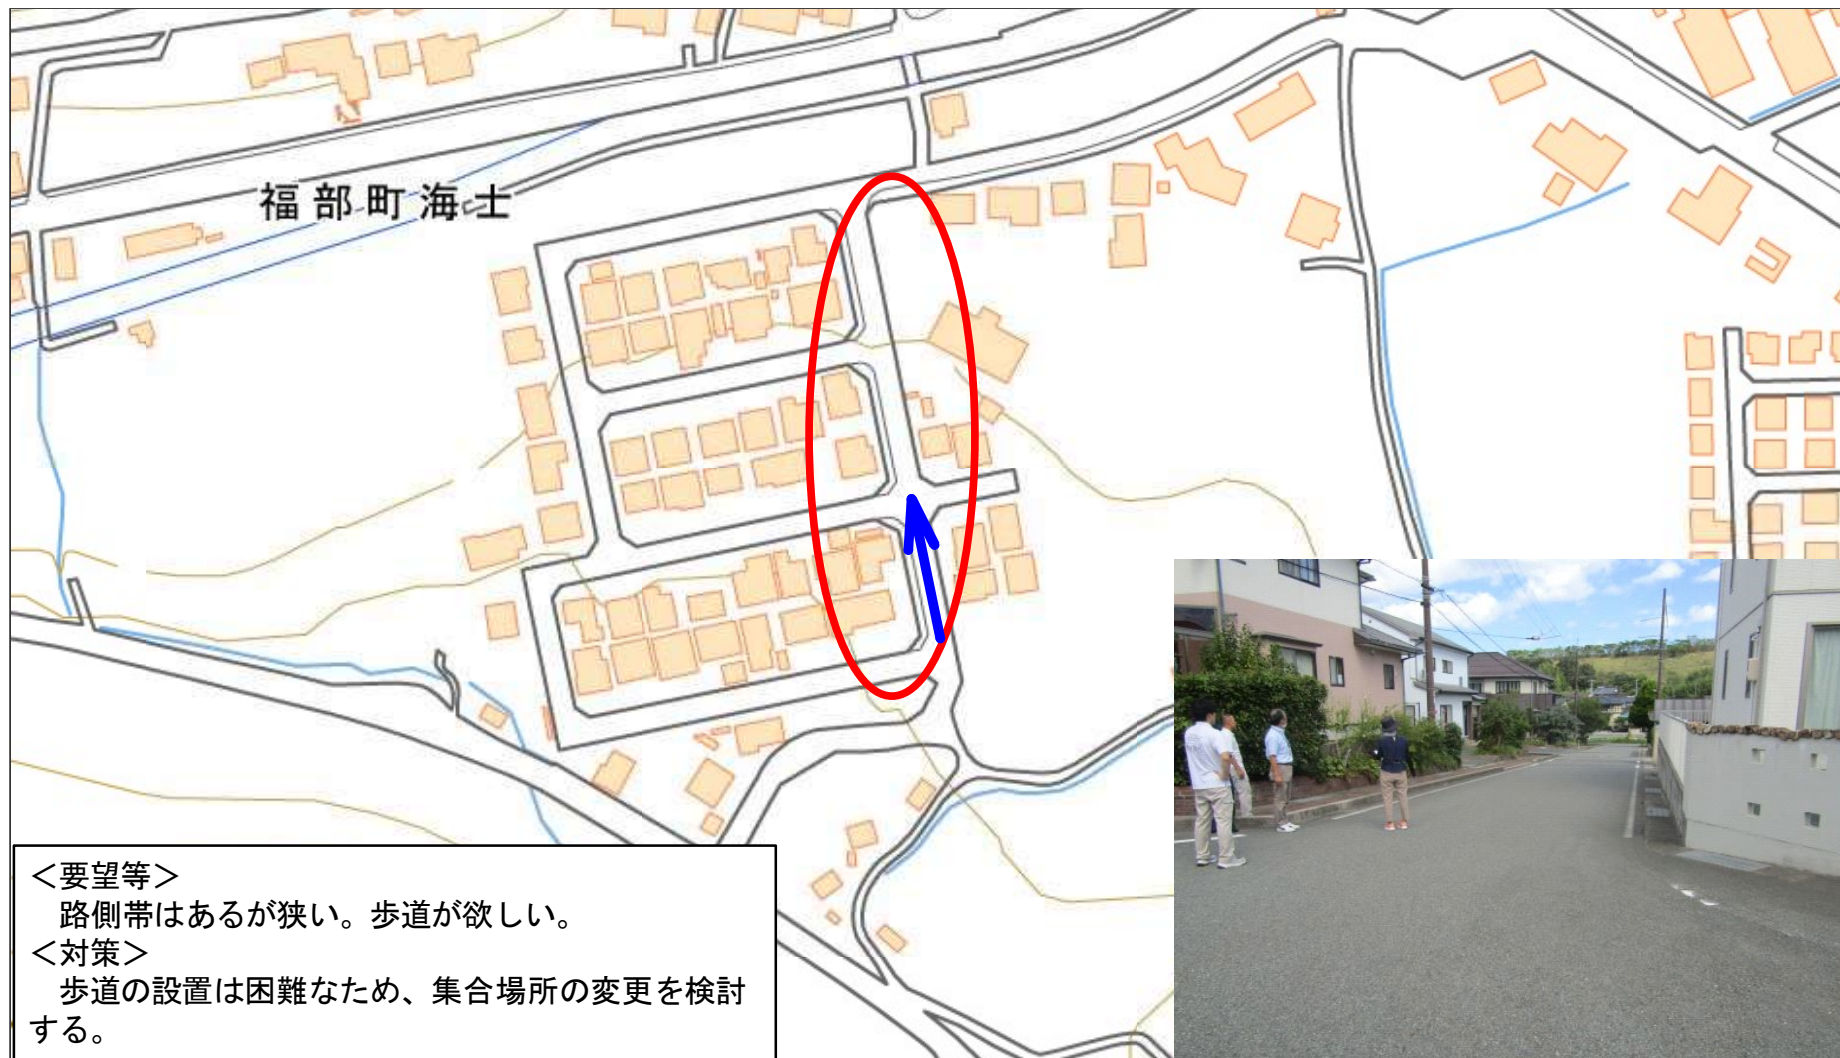 福部町海士
＜要望等＞
　路側帯はあるが狭い。歩道が欲しい。
＜対策＞
　歩道の設置は困難なため、集合場所の変更を検討
する。